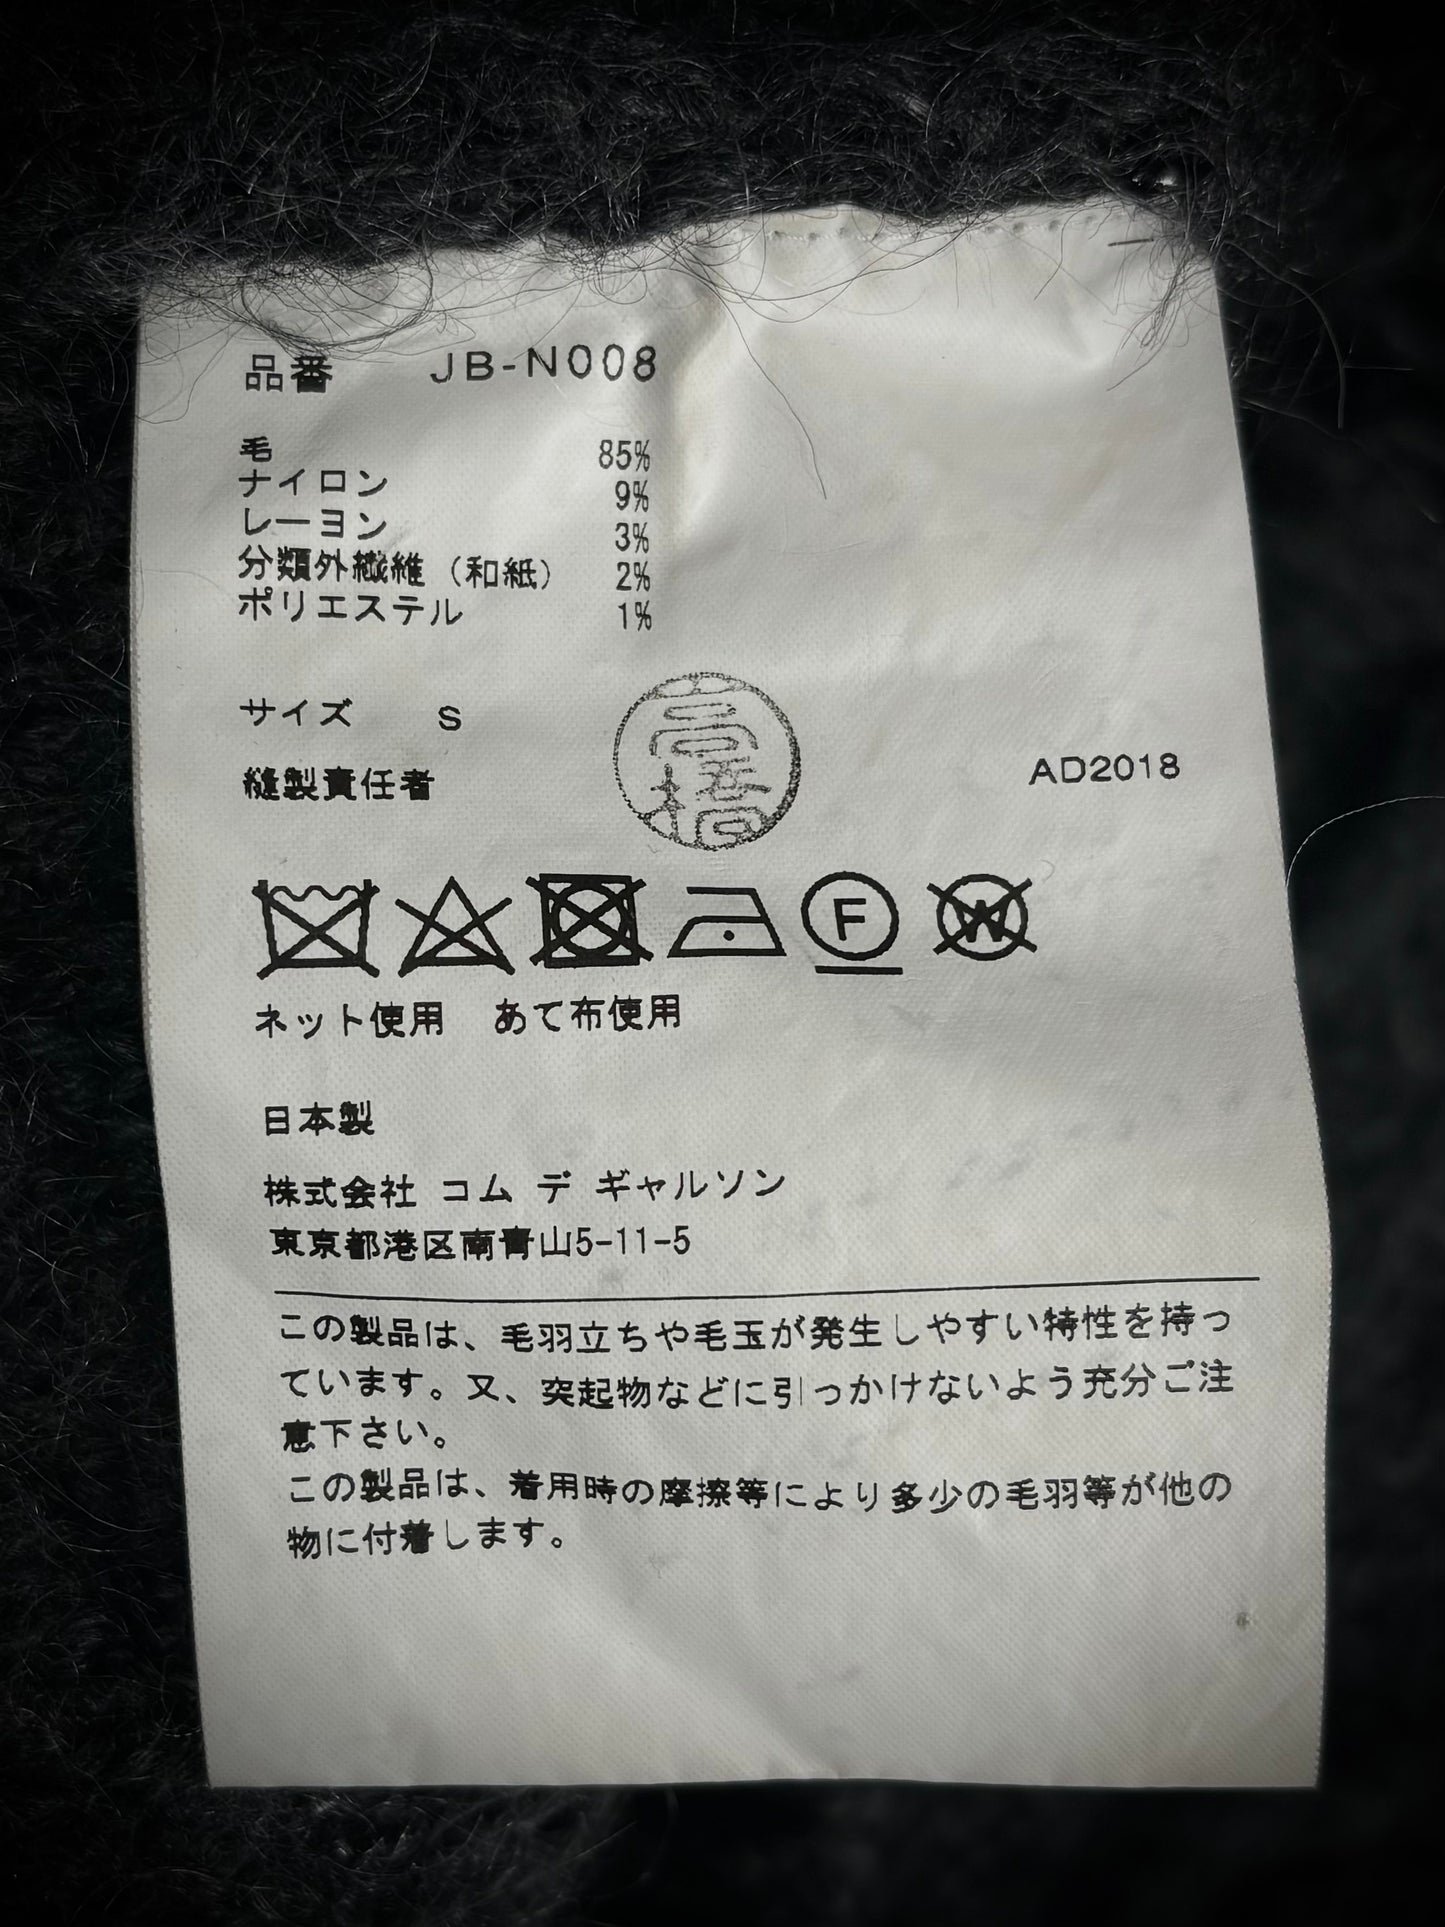 品番 JB-N008
毛 85%
ナイロン 9%
レーヨン 3%
分類外繊維（和紙） 2%
ポリエステル 1%
サイズ S
高橋
縫製責任者
AD2018
F W
ネット使用 あて布使用
日本製
株式会社 コム デ ギャルソン
東京都港区南青山5-11-5
この製品は、毛羽立ちや毛玉が発生しやすい特性を持っ
ています。又、突起物などに引っかけないよう充分ご注
意下さい。
この製品は、着用時の摩擦等により多少の毛羽等が他の
物に付着します。